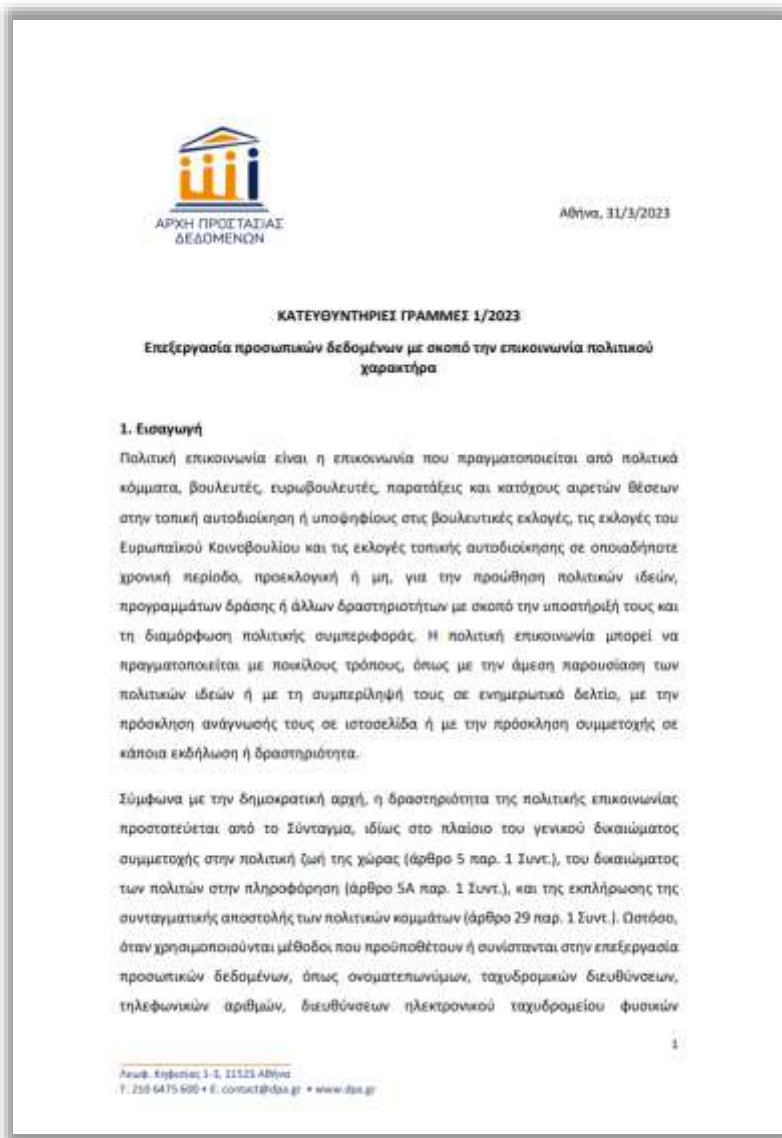 ΑΡΧΗ ΠΡΟΣΤΑΣΙΑΣ
ΔΕΔΟΜΕΝΩΝ
Αθήνα, 31/3/2023
ΚΑΤΕΥΘΥΝΤΗΡΙΕΣ ΓΡΑΜΜΕΣ 1/2023
Επεξεργασία προσωπικών δεδομένων με σκοπό την επικοινωνία πολιτικού
χαρακτήρα
1. Εισαγωγή
Πολιτική επικοινωνία είναι η επικοινωνία που πραγματοποιείται από πολιτικά
κόμματα, βουλευτές, ευρωβουλευτές, παρατάξεις και κατόχους αιρετών θέσεων
στην τοπική αυτοδιοίκηση ή υποψηφίους στις βουλευτικές εκλογές, τις εκλογές του
Ευρωπαϊκού Κοινοβουλίου και τις εκλογές τοπικής αυτοδιοίκησης σε οποιαδήποτε
χρονική περίοδο, προεκλογική ή μη, για την προώθηση πολιτικών ιδεών,
προγραμμάτων δράσης ή άλλων δραστηριοτήτων με σκοπό την υποστήριξή τους και
τη διαμόρφωση πολιτικής συμπεριφοράς. Η πολιτική επικοινωνία μπορεί να
πραγματοποιείται με ποικίλους τρόπους, όπως με την άμεση παρουσίαση των
πολιτικών ιδεών ή με τη συμπερίληψή τους σε ενημερωτικό δελτίο, με την
πρόσκληση ανάγνωσής τους σε ιστοσελίδα ή με την πρόσκληση συμμετοχής σε
κάποια εκδήλωση ή δραστηριότητα.
Σύμφωνα με την δημοκρατική αρχή, η δραστηριότητα της πολιτικής επικοινωνίας
προστατεύεται από το Σύνταγμα, ιδίως στο πλαίσιο του γενικού δικαιώματος
συμμετοχής στην πολιτική ζωή της χώρας (άρθρο 5 παρ. 1 Συντ.), του δικαιώματος
των πολιτών στην πληροφόρηση (άρθρο 5Α παρ. 1 Συντ.), και της εκπλήρωσης της
συνταγματικής αποστολής των πολιτικών κομμάτων (άρθρο 29 παρ. 1 Συντ.). Ωστόσο,
όταν χρησιμοποιούνται μέθοδοι που προϋποθέτουν ή συνίστανται στην επεξεργασία
προσωπικών δεδομένων, όπως ονοματεπωνύμων, ταχυδρομικών διευθύνσεων,
τηλεφωνικών αριθμών, διευθύνσεων ηλεκτρονικού ταχυδρομείου φυσικών
1
Λεωφ. Κηφισίας 1-3, 11523 Αθήνα
Τ. 210 6475 600 • E. contact@dpa.gr • www.dpa.gr